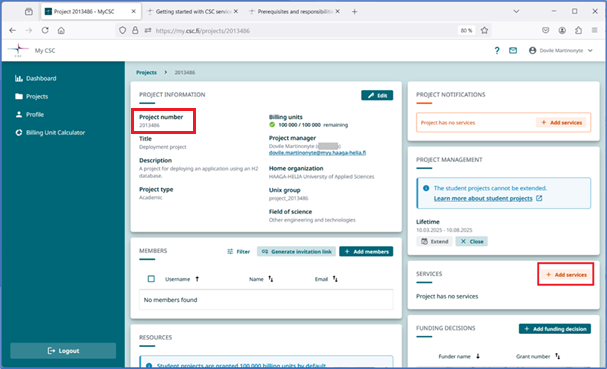 Project 2013486 - MyCSC
Getting started with CSC servic
Prerequisites and responsibiliti
https://my.csc.fi/projects/2013486
80 %
My CSC
Dovile Martinonyte
Dashboard
Projects
Profile
Billing Unit Calculator
Logout
Projects > 2013486
PROJECT INFORMATION
Edit
Project number
2013486
Title
Deployment project
Description
A project for deploying an application using an H2
database.
Project type
Academic
Billing units
100 000 / 100 000 remaining
Project manager
Dovile Martinonyte
dovile.martinonyte@myy.haaga-helia.fi
Home organization
HAAGA-HELIA University of Applied Sciences
Unix group
project_2013486
Field of science
Other engineering and technologies
MEMBERS
Filter
Generate invitation link
+ Add members
Username
Name
Email
No members found
RESOURCES
Student projects are granted 100 000 billing units by default.
PROJECT NOTIFICATIONS
Project has no services
+ Add services
PROJECT MANAGEMENT
The student projects cannot be extended.
Learn more about student projects
Lifetime
10.03.2025 - 10.08.2025
Extend
Close
SERVICES
+ Add services
Project has no services
FUNDING DECISIONS
+ Add funding decision
Funder name
Grant number